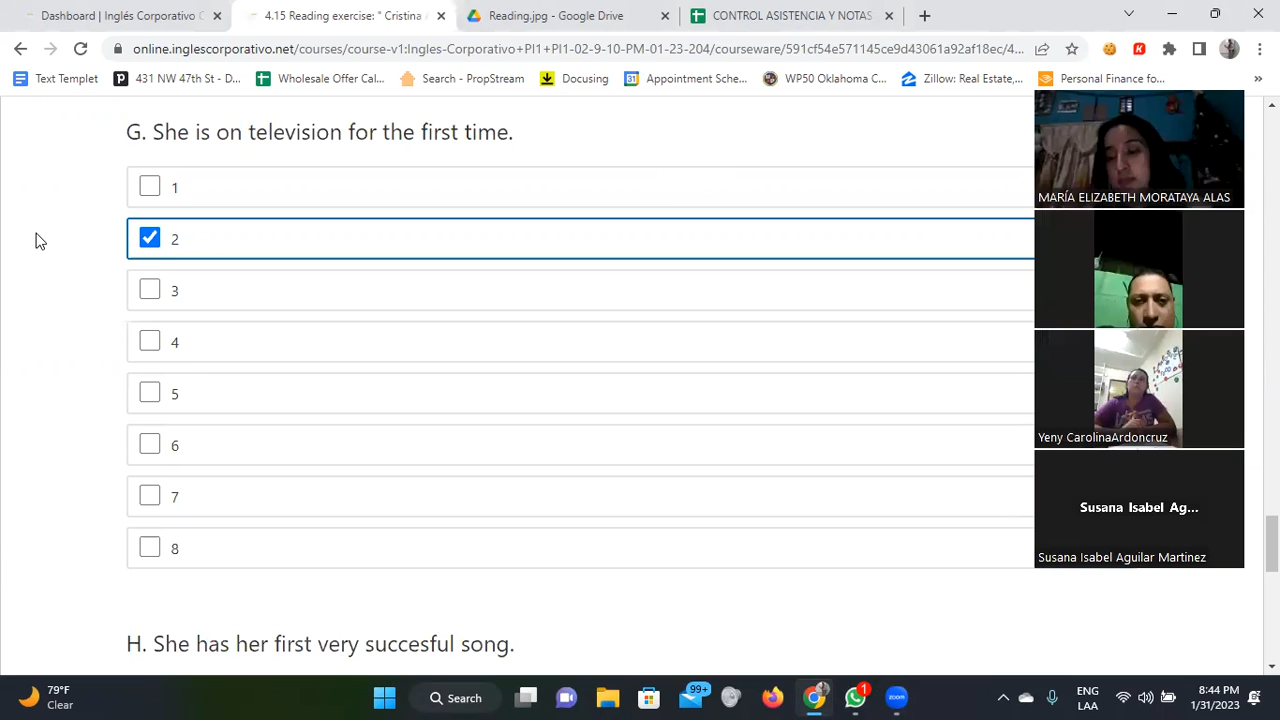 Dashboard | Inglés Corporativo C
4.15 Reading exercise: " Cristina A
Reading.jpg - Google Drive
CONTROL ASISTENCIA Y NOTAS
online.inglescorporativo.net/courses/course-v1:Ingles-Corporativo+PI1+PI1-02-9-10-PM-01-23-204/courseware/591cf54e571145ce9d43061a92af18ec/4...
Text Templet
431 NW 47th St - D...
Wholesale Offer Cal...
Search - PropStream
Docusing
Appointment Sche...
WP50 Oklahoma C...
Zillow: Real Estate,...
Personal Finance fo...
»
G. She is on television for the first time.
1
2
3
4
5
6
7
8
H. She has her first very succesful song.
MARÍA ELIZABETH MORATAYA ALAS
Yeny CarolinaArdoncruz
Susana Isabel Ag...
Susana Isabel Aguilar Martinez
79°F
Clear
Search
99+
1
ENG
LAA
8:44 PM
1/31/2023